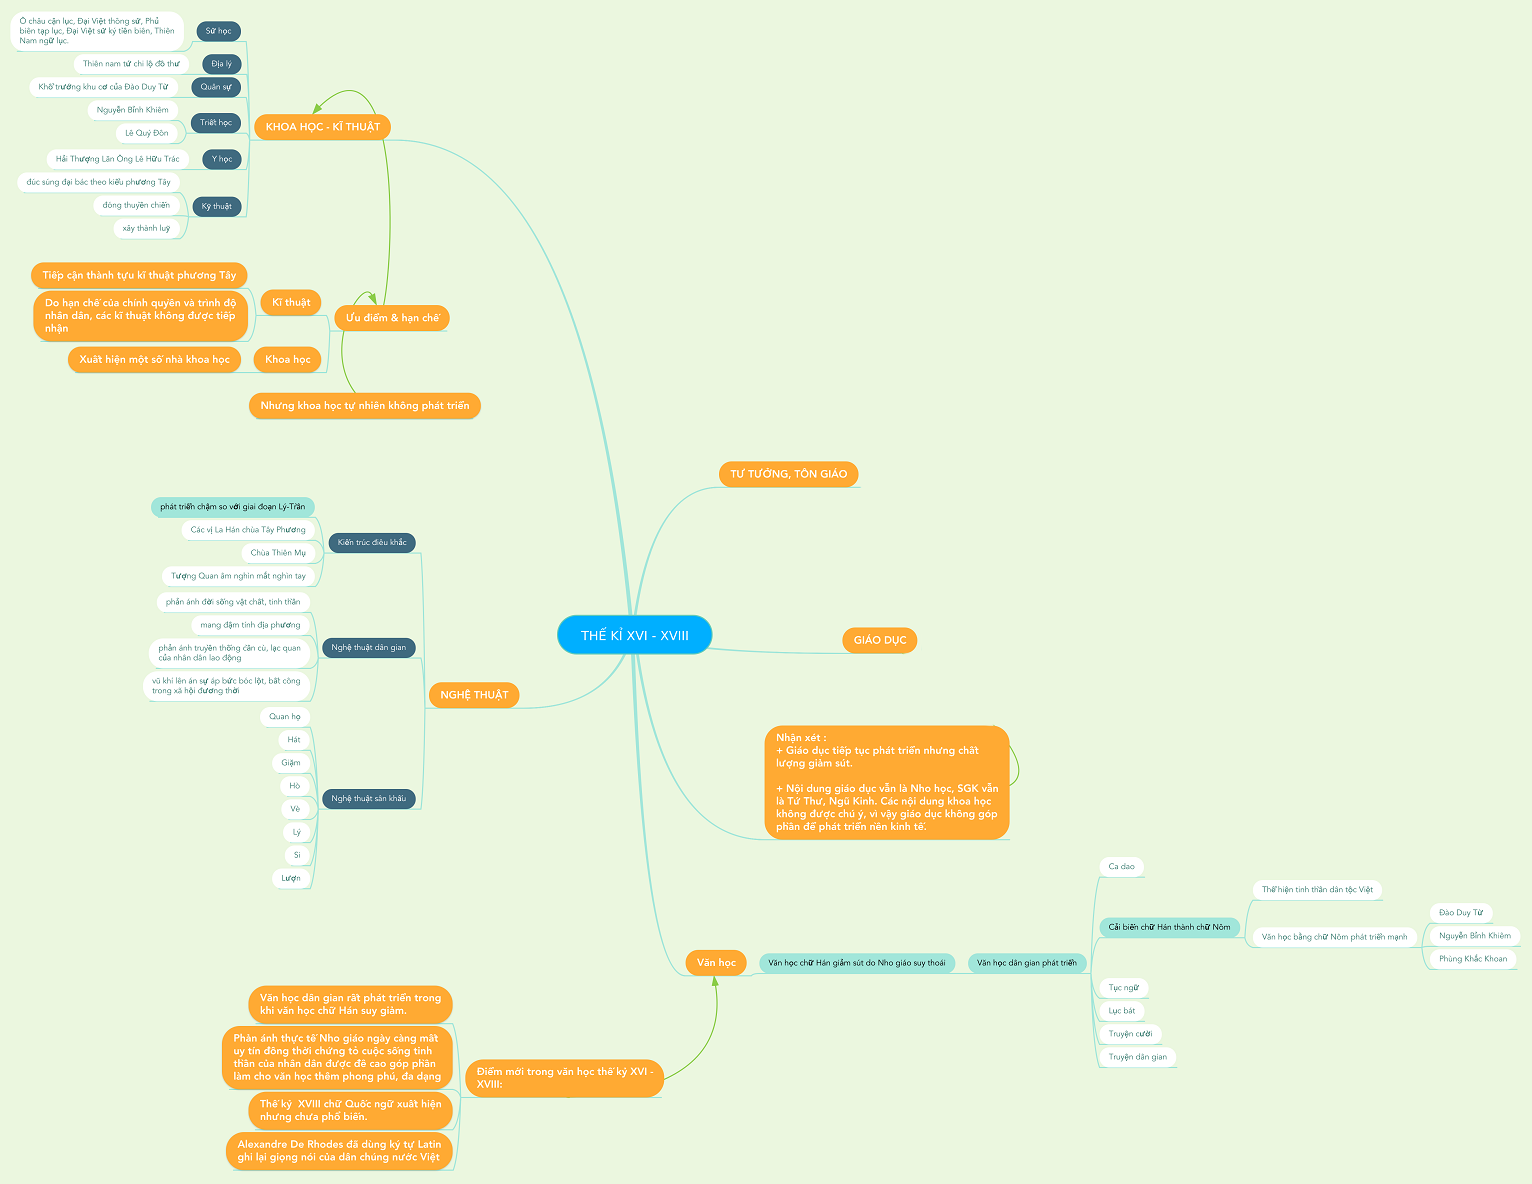 Ô châu cận lục, Đại Việt thông sử, Phủ
biên tạp lục, Đại Việt sử ký tiền biên, Thiên
Nam ngữ lục.
Sử học
Thiên nam tứ chi lộ đồ thư
Địa lý
Khổ trướng khu cơ của Đào Duy Từ
Quân sự
Nguyễn Bỉnh Khiêm
Lê Quý Đôn
Triết học
Hải Thượng Lãn Ông Lê Hữu Trác
Y học
đúc súng đại bác theo kiểu phương Tây
đóng thuyền chiến
xây thành luỹ
Kỹ thuật
KHOA HỌC - KĨ THUẬT
Tiếp cận thành tựu kĩ thuật phương Tây
Do hạn chế của chính quyền và trình độ
nhân dân, các kĩ thuật không được tiếp
nhận
Kĩ thuật
Xuất hiện một số nhà khoa học
Khoa học
Ưu điểm & hạn chế
Nhưng khoa học tự nhiên không phát triển
TƯ TƯỞNG, TÔN GIÁO
phát triển chậm so với giai đoạn Lý-Trần
Các vị La Hán chùa Tây Phương
Chùa Thiên Mụ
Tượng Quan âm nghìn mắt nghìn tay
Kiến trúc điêu khắc
phản ánh đời sống vật chất, tinh thần
mang đậm tính địa phương
phản ánh truyền thống cần cù, lạc quan
của nhân dân lao động
vũ khí lên án sự áp bức bóc lột, bất công
trong xã hội đương thời
Nghệ thuật dân gian
Quan họ
Hát
Giặm
Hò
Vè
Lý
Si
Lượn
Nghệ thuật sân khấu
NGHỆ THUẬT
THẾ KỈ XVI - XVIII
GIÁO DỤC
Nhận xét :
+ Giáo dục tiếp tục phát triển nhưng chất
lượng giảm sút.
+ Nội dung giáo dục vẫn là Nho học, SGK vẫn
là Tứ Thư, Ngũ Kinh. Các nội dung khoa học
không được chú ý, vì vậy giáo dục không góp
phần để phát triển nền kinh tế.
Văn học
Văn học chữ Hán giảm sút do Nho giáo suy thoái
Văn học dân gian phát triển
Ca dao
Cải biến chữ Hán thành chữ Nôm
Thể hiện tinh thần dân tộc Việt
Văn học bằng chữ Nôm phát triển mạnh
Đào Duy Từ
Nguyễn Bỉnh Khiêm
Phùng Khắc Khoan
Tục ngữ
Lục bát
Truyện cười
Truyện dân gian
Văn học dân gian rất phát triển trong
khi văn học chữ Hán suy giảm.
Phản ánh thực tế Nho giáo ngày càng mất
uy tín đồng thời chứng tỏ cuộc sống tinh
thần của nhân dân được đề cao góp phần
làm cho văn học thêm phong phú, đa dạng
Thế kỷ  XVIII chữ Quốc ngữ xuất hiện
nhưng chưa phổ biến.
Alexandre De Rhodes đã dùng ký tự Latin
ghi lại giọng nói của dân chúng nước Việt
Điểm mới trong văn học thế kỷ XVI -
XVIII: